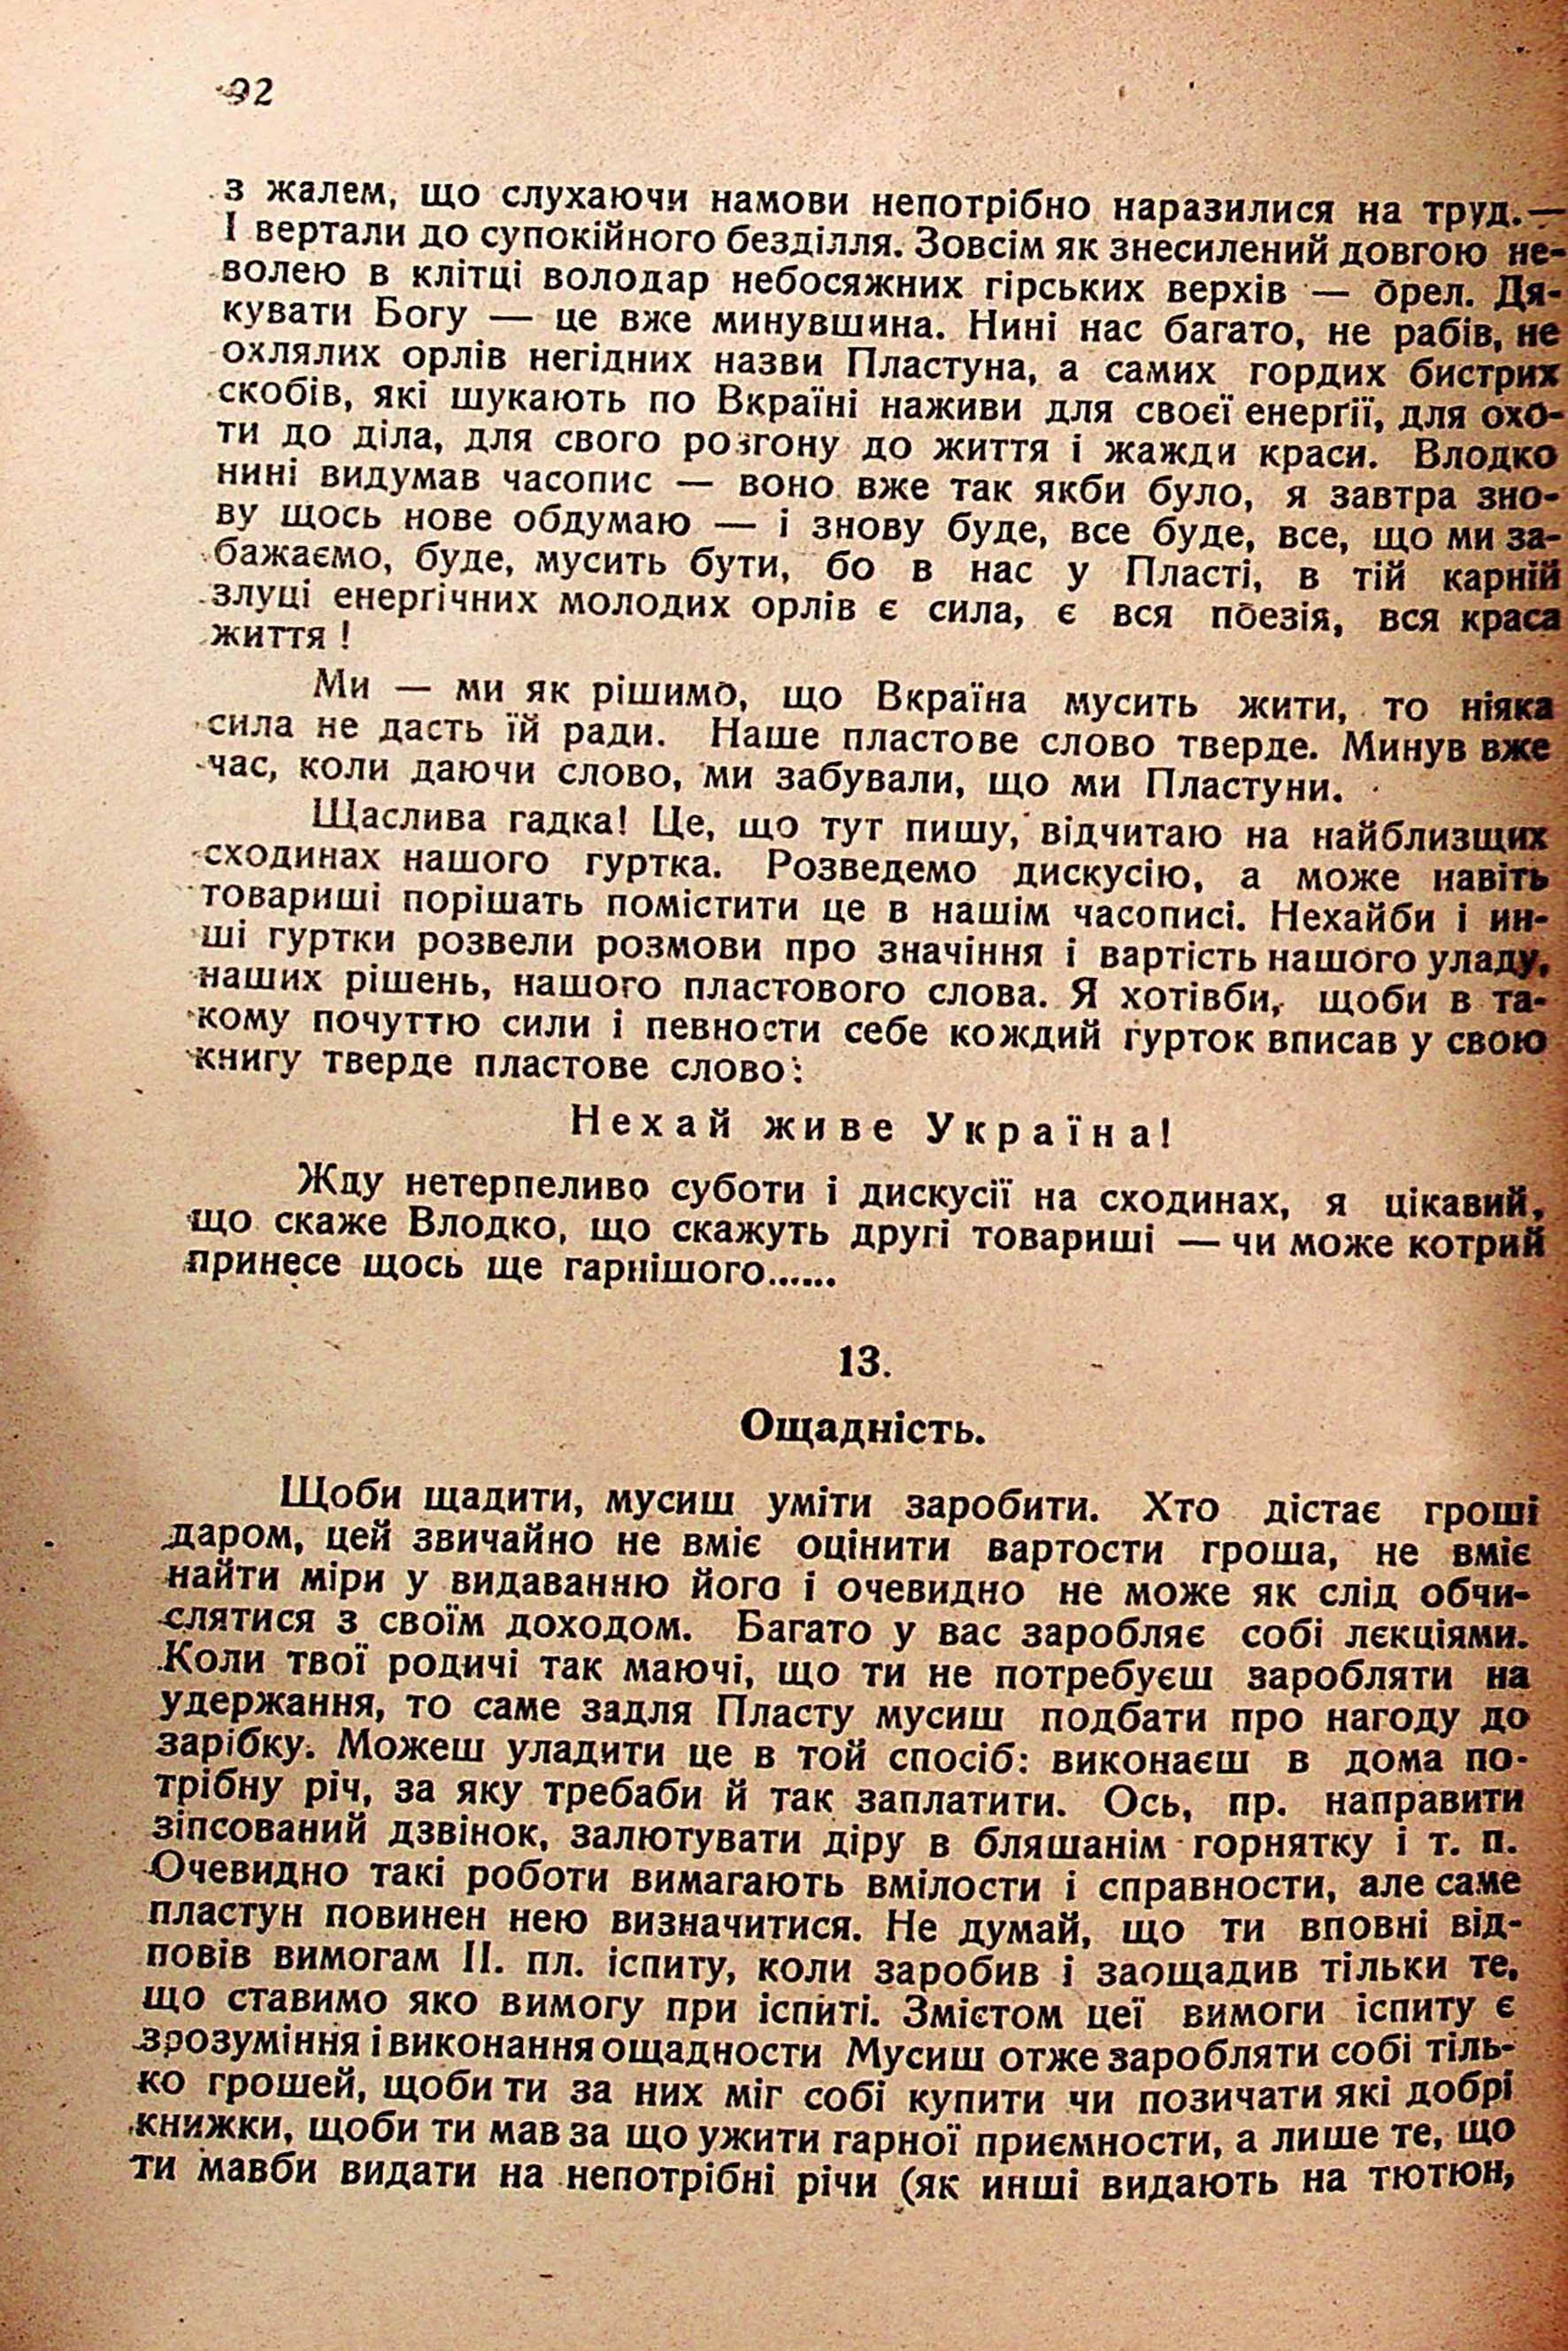 92
з жалем, що слухаючи намови непотрібно наразилися на труд.—
І вертали до супокійного безділля. Зовсім як знесилений довгою не-
волею в клітці володар небосяжних гірських верхів — орел. Дя-
кувати Богу — це вже минувшина. Нині нас багато, не рабів, не
охлялих орлів негідних назви Пластуна, а самих гордих бистрих
скобів, які шукають по Вкраїні наживи для своєї енерґії, для охо-
ти до діла, для свого розгону до життя і жажди краси. Влодко
нині видумав часопис — воно вже так якби було, я завтра зно-
ву щось нове обдумаю — і знову буде, все буде, все, що ми за-
бажаємо, буде, мусить бути, бо в нас у Пласті, в тій карній
злуці енерґічних молодих орлів є сила, є вся поезія, вся краса
життя !
Ми — ми як рішимо, що Вкраїна мусить жити, то ніяка
сила не дасть їй ради. Наше пластове слово тверде. Минув вже
час, коли даючи слово, ми забували, що ми Пластуни.
Щаслива гадка! Це, що тут пишу, відчитаю на найблизщих
сходинах нашого гуртка. Розведемо дискусію, а може навіть
товариші порішать помістити це в нашім часописі. Нехайби і ин-
ші гуртки розвели розмови про значіння і вартість нашого уладу,
наших рішень, нашого пластового слова. Я хотівби, щоби в та-
кому почуттю сили і певности себе кождий гурток вписав у свою
книгу тверде пластове слово:
Нехай живе Україна!
Жду нетерпеливо суботи і дискусії на сходинах, я цікавий,
що скаже Влодко, що скажуть другі товариші — чи може котрий
принесе щось ще гарнішого......
13.
Ощадність.
Щоби щадити, мусиш уміти заробити. Хто дістає гроші
даром, цей звичайно не вміє оцінити вартости гроша, не вміє
найти міри у видаванню його і очевидно не може як слід обчи-
слятися з своїм доходом. Багато у вас заробляє собі лєкціями.
Коли твої родичі так маючі, що ти не потребуєш заробляти на
удержання, то саме задля Пласту мусиш подбати про нагоду до
зарібку. Можеш уладити це в той спосіб: виконаєш в дома по-
трібну річ, за яку требаби й так заплатити. Ось, пр. направити
зіпсований дзвінок, залютувати діру в бляшанім горнятку і т. п.
Очевидно такі роботи вимагають вмілости і справности, але саме
пластун повинен нею визначитися. Не думай, що ти вповні від-
повів вимогам II. пл. іспиту, коли заробив і заощадив тільки те,
що ставимо яко вимогу при іспиті. Змістом цеї вимоги іспиту є
зрозуміння і виконання ощадности Мусиш отже заробляти собі тіль-
ко грошей, щоби ти за них міг собі купити чи позичати які добрі
книжки, щоби ти мав за що ужити гарної приємности, а лише те, що
ти мавби видати на непотрібні річи (як инші видають на тютюн,